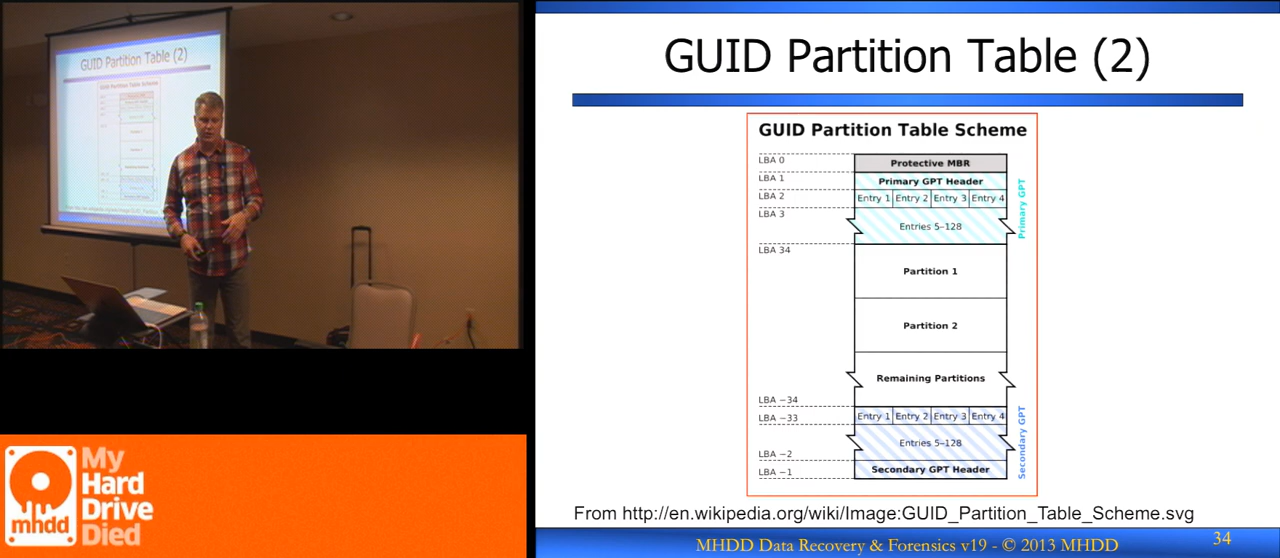 GUID Partition Table (2)
GUID Partition Table Scheme
GUID Partition Table (2)
GUID Partition Table Scheme
LBA 0
Protective MBR
LBA 1
Primary GPT Header
LBA 2
Entry 1 Entry 2 Entry 3 Entry 4
LBA 3
Entries 5–128
Primary GPT
LBA 34
Partition 1
Partition 2
Remaining Partitions
LBA −34
LBA −33
Entry 1 Entry 2 Entry 3 Entry 4
Entries 5–128
LBA −2
LBA −1
Secondary GPT Header
Secondary GPT
From http://en.wikipedia.org/wiki/Image:GUID_Partition_Table_Scheme.svg
MHDD Data Recovery & Forensics v19 - © 2013 MHDD
34
mhdd
My
Hard
Drive
Died